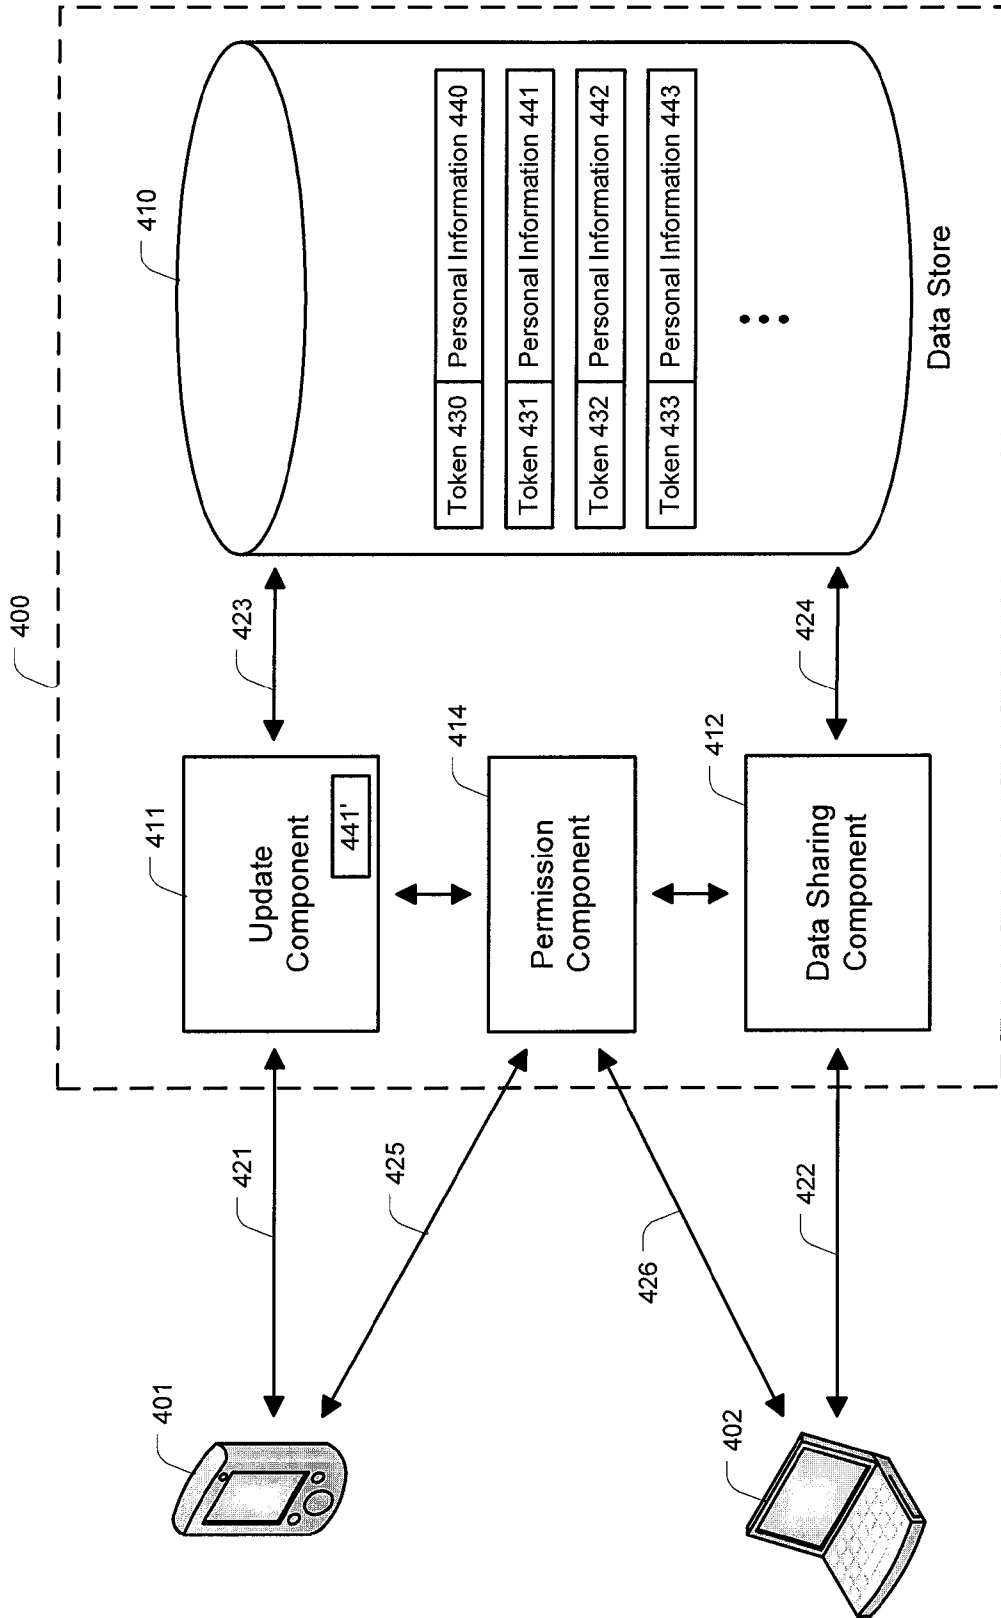 400
410
Token 430 Personal Information 440
Token 431 Personal Information 441
Token 432 Personal Information 442
Token 433 Personal Information 443
Data Store
423
424
411
Update
Component
441'
414
Permission
Component
412
Data Sharing
Component
421
425
426
422
401
402